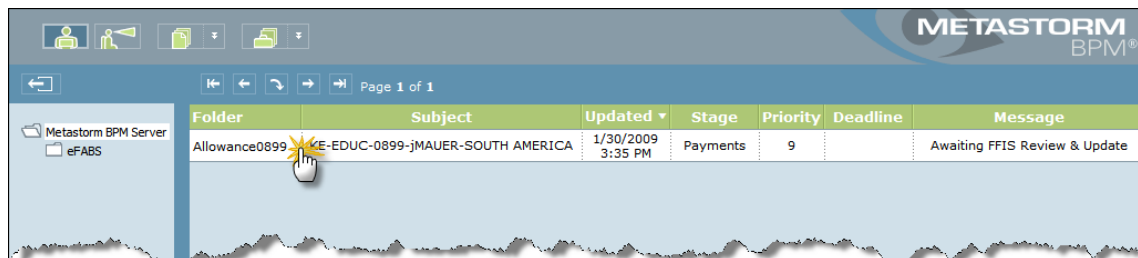 METASTORM
BPM®
Page 1 of 1
Metastorm BPM Server
eFABS
Folder Subject Updated Stage Priority Deadline Message
Allowance0899 KE-EDUC-0899-jMAUER-SOUTH AMERICA 1/30/2009 3:35 PM Payments 9 Awaiting FFIS Review & Update